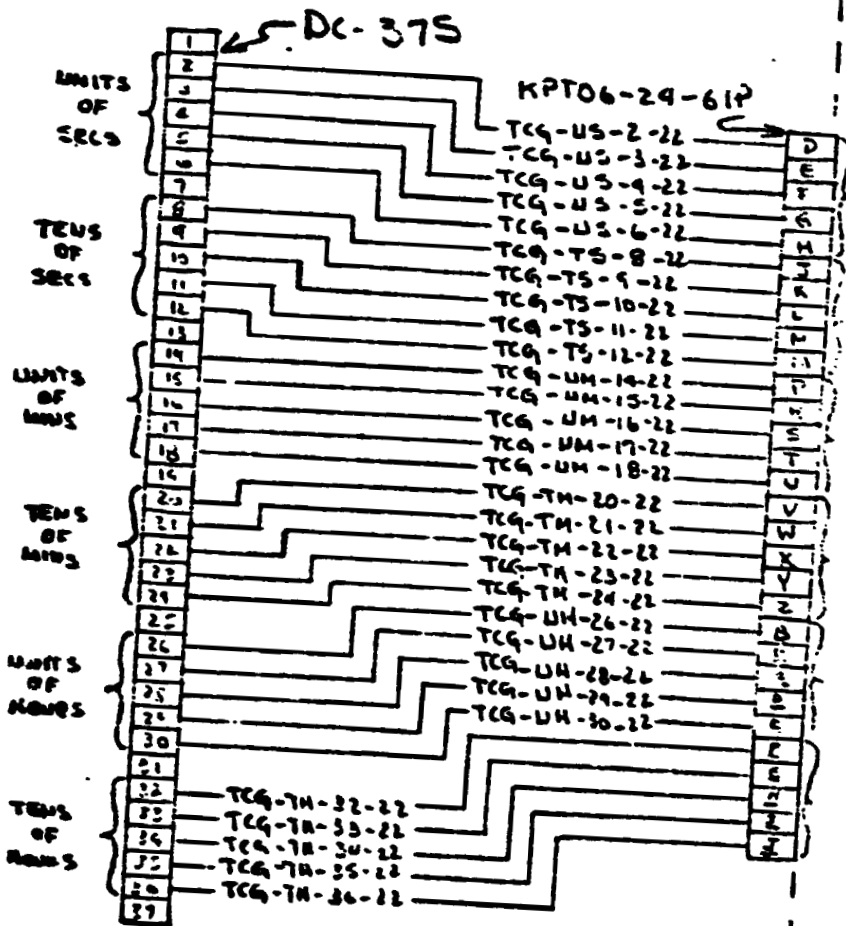 DC-37S
KPT06-24-61P
1
2
3
4
5
6
7
8
9
10
11
12
13
14
15
16
17
18
19
20
21
22
23
24
25
26
27
30
32
33
34
35
37
UNITS
OF
SECS
TENS
OF
SECS
UNITS
OF
MINS
TENS
OF
MINS
UNITS
OF
HOURS
TENS
OF
HOURS
TCG-US-2-22
TCG-US-3-22
TCG-US-4-22
TCG-US-5-22
TCG-US-6-22
TCG-TS-8-22
TCG-TS-9-22
TCG-TS-10-22
TCG-TS-11-22
TCG-TS-12-22
TCG-UM-14-22
TCG-UM-15-22
TCG-UM-16-22
TCG-UM-17-22
TCG-UM-18-22
TCG-TM-20-22
TCG-TM-21-22
TCG-TM-22-22
TCG-TM-23-22
TCG-TM-24-22
TCG-UH-26-22
TCG-UH-27-22
TCG-UH-28-22
TCG-UH-29-22
TCG-UH-30-22
TCG-TH-32-22
TCG-TH-33-22
TCG-TH-34-22
TCG-TH-35-22
TCG-TH-36-22
D
E
F
G
H
V
W
X
Y
Z